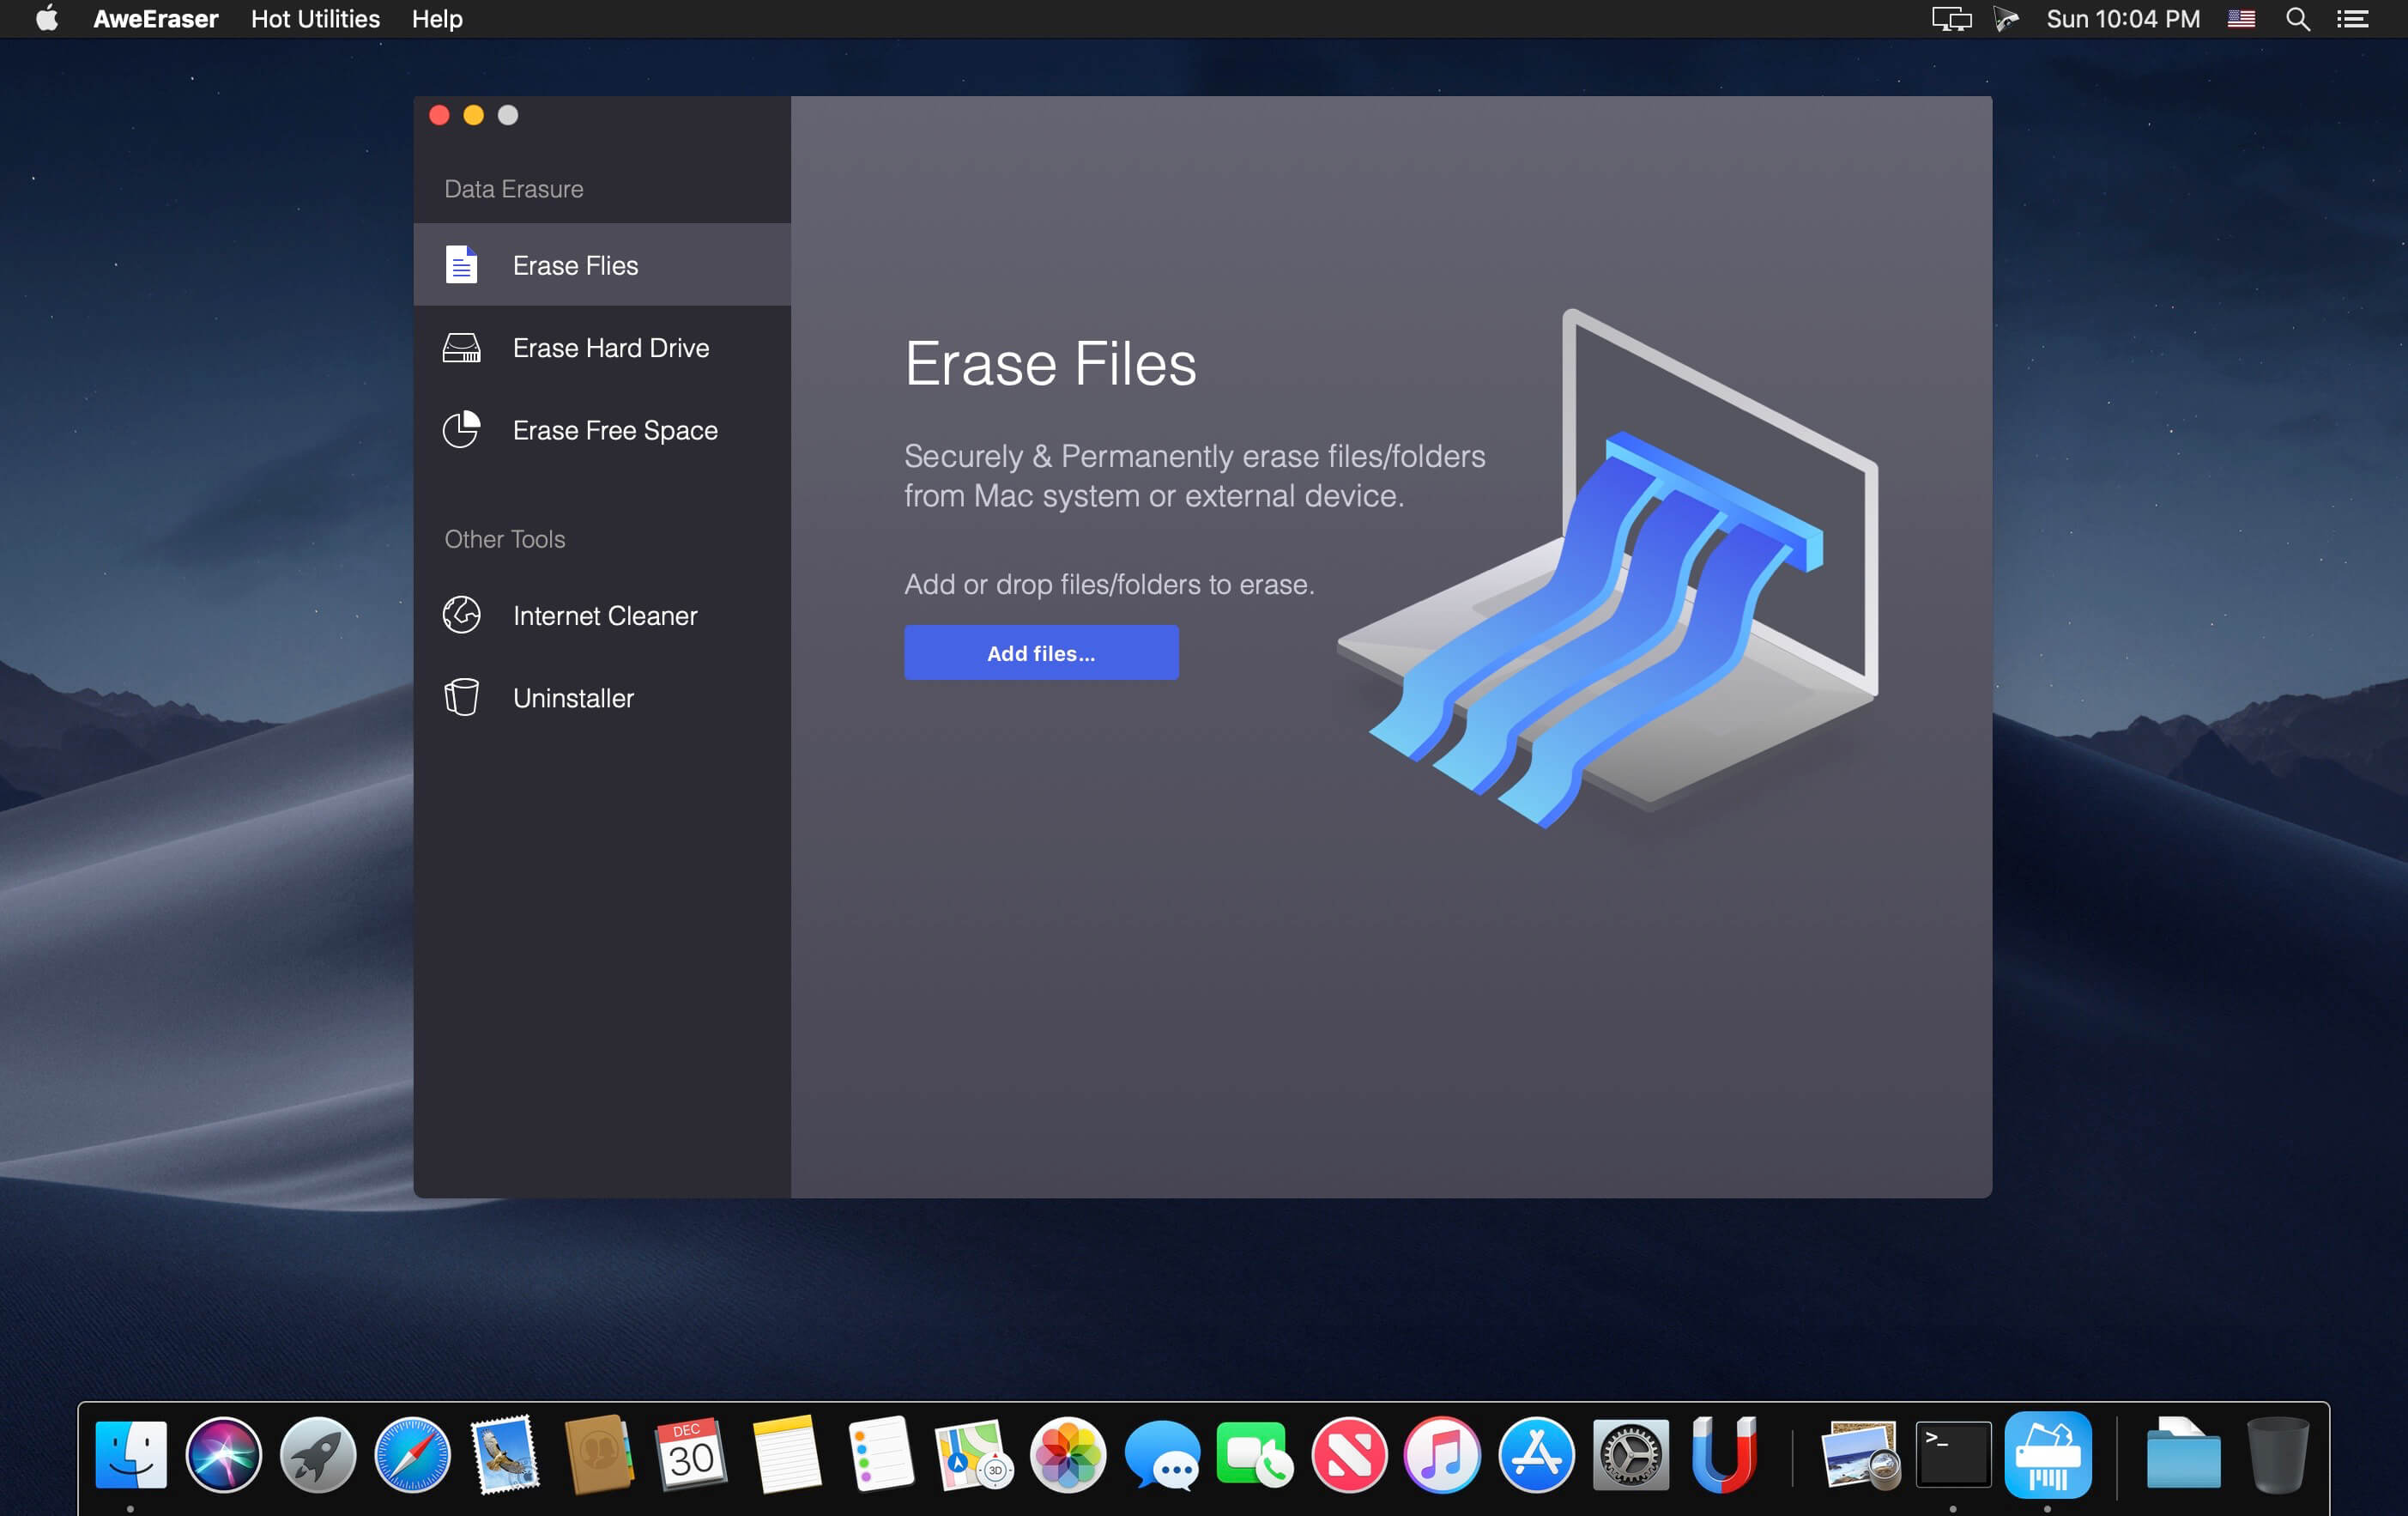 AweEraser Hot Utilities Help
Sun 10:04 PM
Data Erasure
Erase Flies
Erase Hard Drive
Erase Free Space
Other Tools
Internet Cleaner
Uninstaller
Erase Files
Securely & Permanently erase files/folders
from Mac system or external device.
Add or drop files/folders to erase.
Add files...
DEC
30
3D
>_